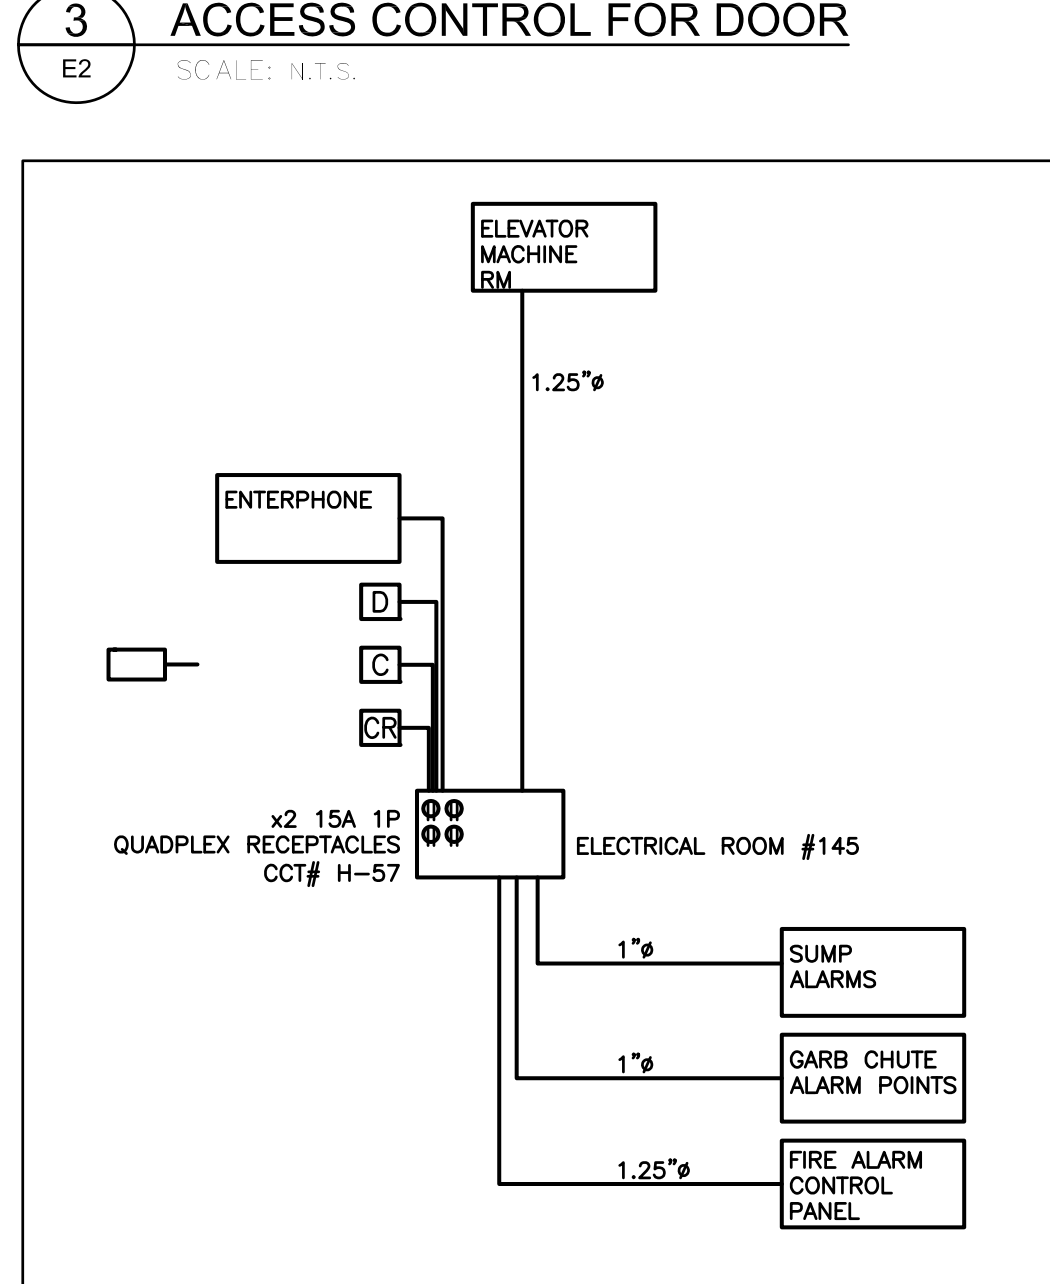 3
E2
ACCESS CONTROL FOR DOOR
SCALE: N.T.S.
ELEVATOR
MACHINE
RM
1.25"ø
ENTERPHONE
D
C
CR
x2 15A 1P
QUADPLEX RECEPTACLES
CCT# H-57
ELECTRICAL ROOM #145
1"ø
SUMP
ALARMS
1"ø
GARB CHUTE
ALARM POINTS
1.25"ø
FIRE ALARM
CONTROL
PANEL